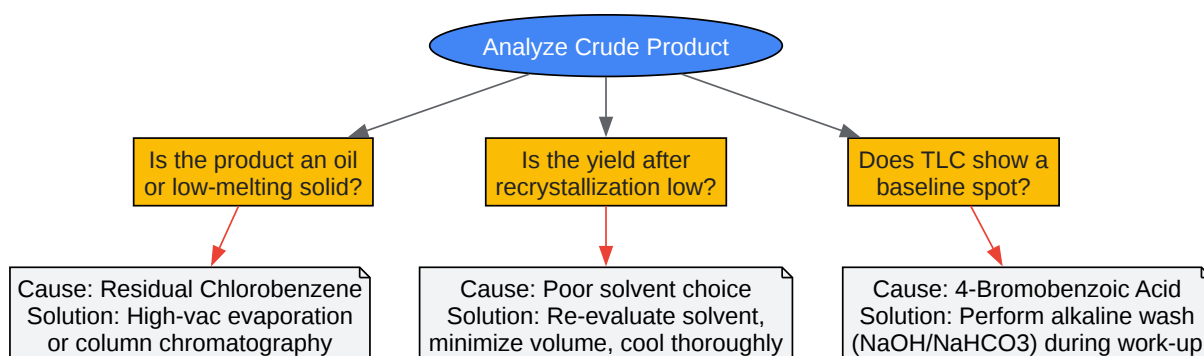 Analyze Crude Product
Is the product an oil
or low-melting solid?
Is the yield after
recrystallization low?
Does TLC show a
baseline spot?
Cause: Residual Chlorobenzene
Solution: High-vac evaporation
or column chromatography
Cause: Poor solvent choice
Solution: Re-evaluate solvent,
minimize volume, cool thoroughly
Cause: 4-Bromobenzoic Acid
Solution: Perform alkaline wash
(NaOH/NaHCO3) during work-up